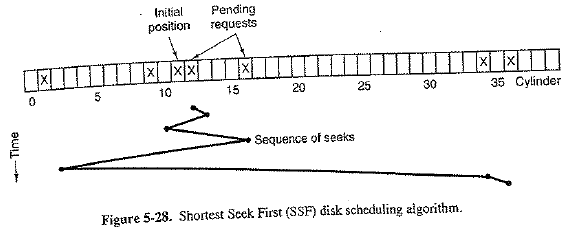 Initial position
Pending requests
X X X X X X X
0 5 10 15 20 25 30 35 Cylinder
Time
Sequence of seeks
Figure 5-28. Shortest Seek First (SSF) disk scheduling algorithm.